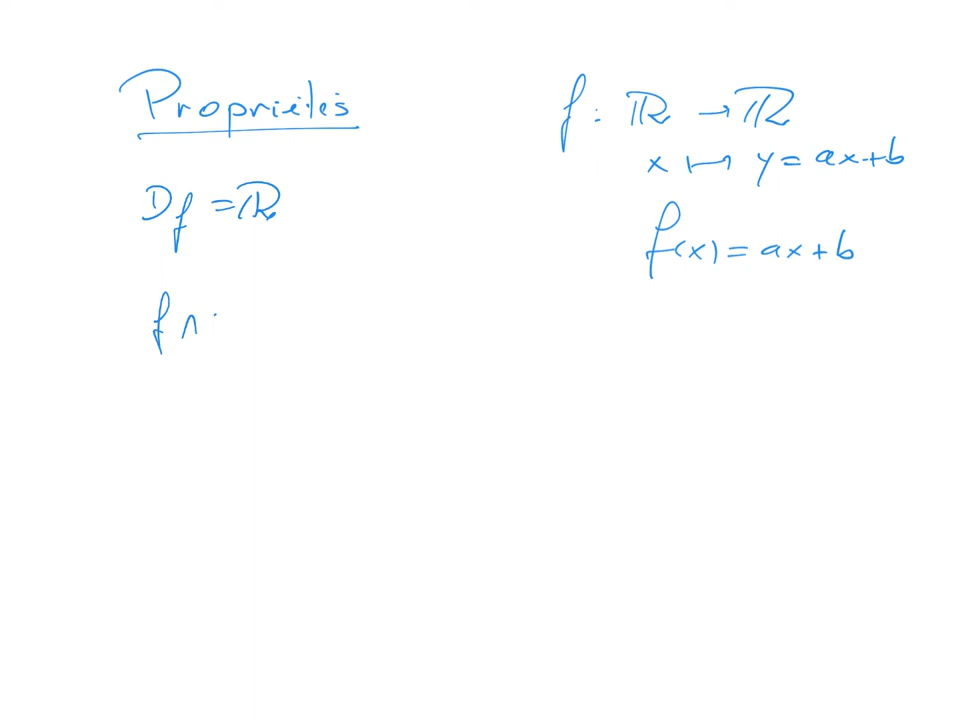 Propriétés
Df = ℝ
f n
f : ℝ → ℝ
x ⟼ y = ax+b
f(x) = ax + b